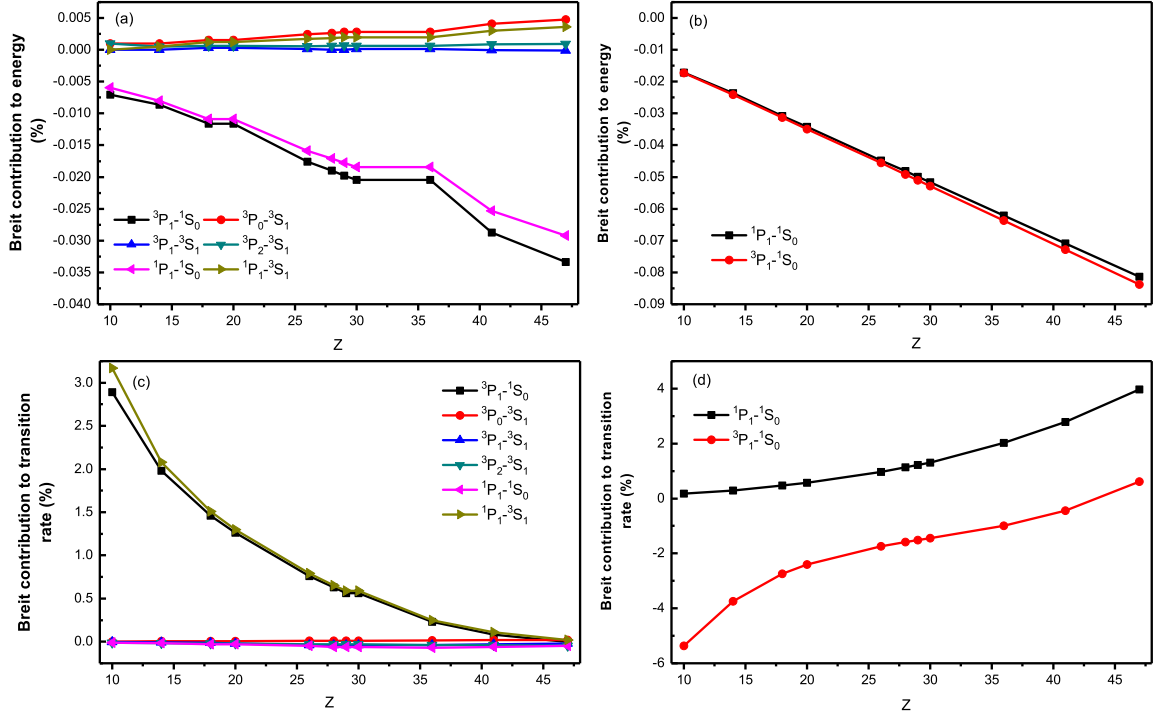 (a)
0.005
0.000
-0.005
-0.010
-0.015
-0.020
-0.025
-0.030
-0.035
-0.040
Breit contribution to energy
(%)
³P₁-¹S₀ ³P₀-³S₁
³P₁-³S₁ ³P₂-³S₁
¹P₁-¹S₀ ¹P₁-³S₁
10 15 20 25 30 35 40 45
Z
(b)
0.00
-0.01
-0.02
-0.03
-0.04
-0.05
-0.06
-0.07
-0.08
-0.09
Breit contribution to energy
(%)
¹P₁-¹S₀
³P₁-¹S₀
10 15 20 25 30 35 40 45
Z
(c)
3.0
2.5
2.0
1.5
1.0
0.5
0.0
Breit contribution to transition
rate (%)
³P₁-¹S₀
³P₀-³S₁
³P₁-³S₁
³P₂-³S₁
¹P₁-¹S₀
¹P₁-³S₁
10 15 20 25 30 35 40 45
Z
(d)
4
2
0
-2
-4
-6
Breit contribution to transition
rate (%)
¹P₁-¹S₀
³P₁-¹S₀
10 15 20 25 30 35 40 45
Z